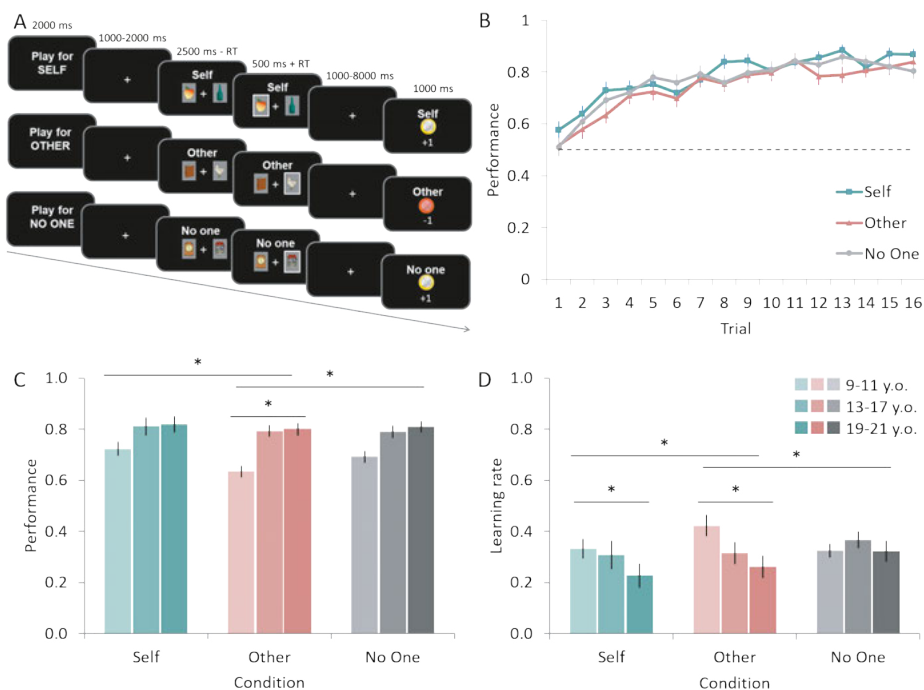 A
2000 ms
1000-2000 ms
2500 ms - RT
500 ms + RT
1000-8000 ms
1000 ms
Play for
SELF
+
Self
+
Self
+
+
Self
+1
Play for
OTHER
+
Other
+
Other
+
+
Other
-1
Play for
NO ONE
+
No one
+
No one
+
+
No one
+1
B
Performance
1
0.8
0.6
0.4
0.2
0
1 2 3 4 5 6 7 8 9 10 11 12 13 14 15 16
Trial
Self
Other
No One
C
Performance
1.0
0.8
0.6
0.4
0.2
0.0
*
*
*
Self Other No One
Condition
D
Learning rate
1
0.8
0.6
0.4
0.2
0
9-11 y.o.
13-17 y.o.
19-21 y.o.
*
*
*
*
Self Other No One
Condition